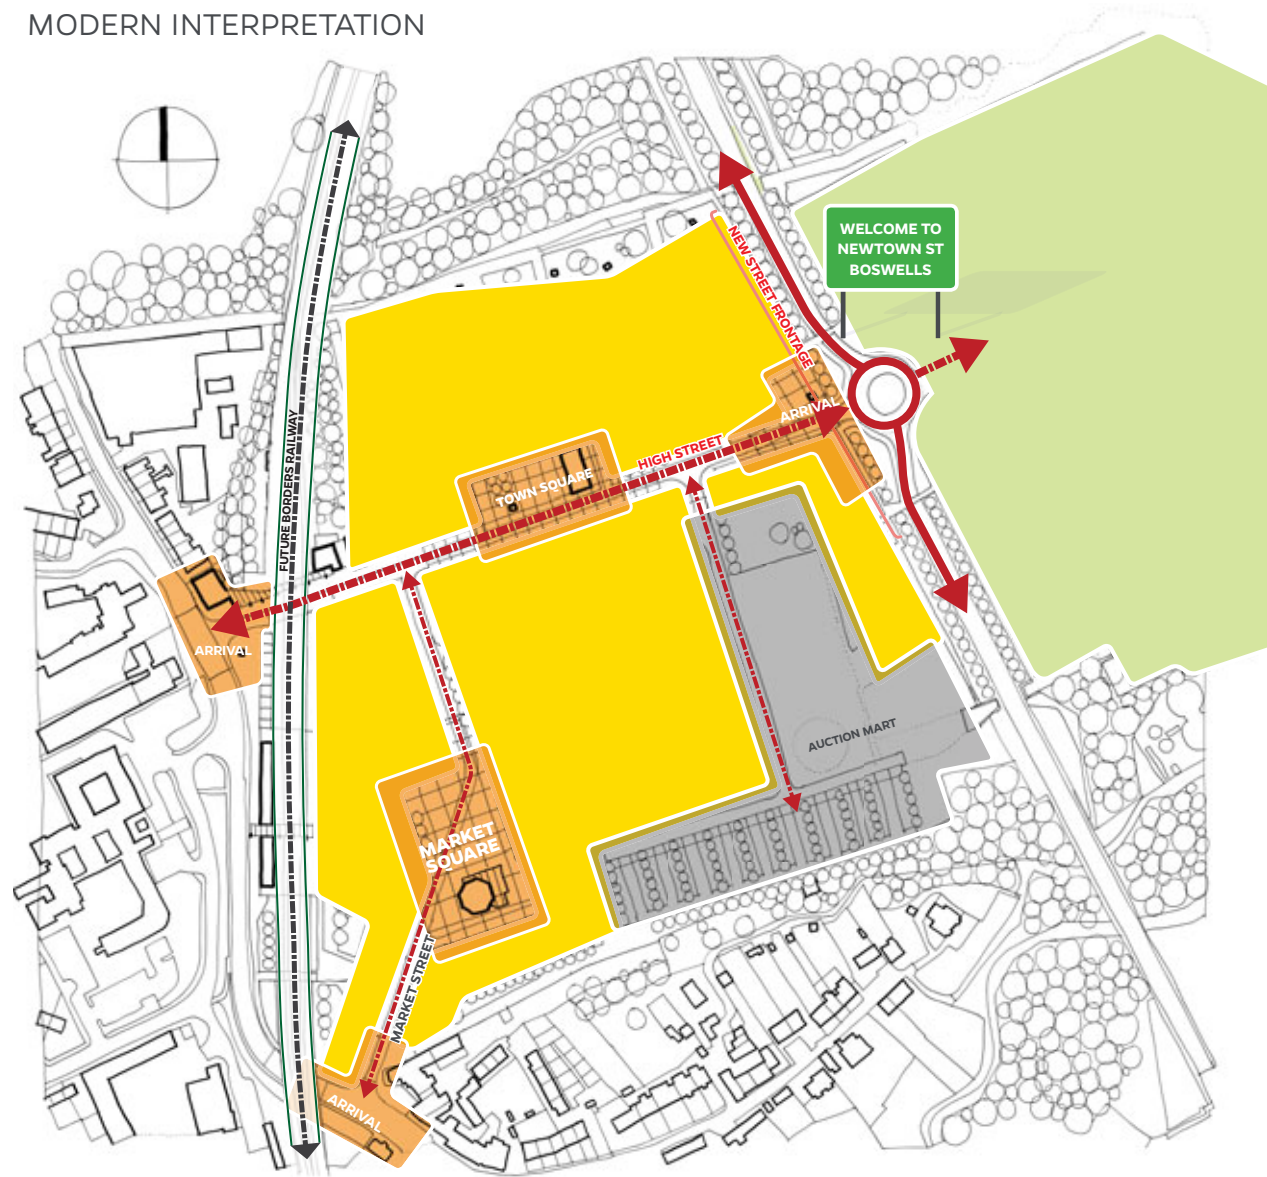 MODERN INTERPRETATION
WELCOME TO
NEWTOWN ST
BOSWELLS
NEW STREET FRONTAGE
ARRIVAL
HIGH STREET
TOWN SQUARE
FUTURE BORDERS RAILWAY
ARRIVAL
AUCTION MART
MARKET
SQUARE
MARKET STREET
ARRIVAL